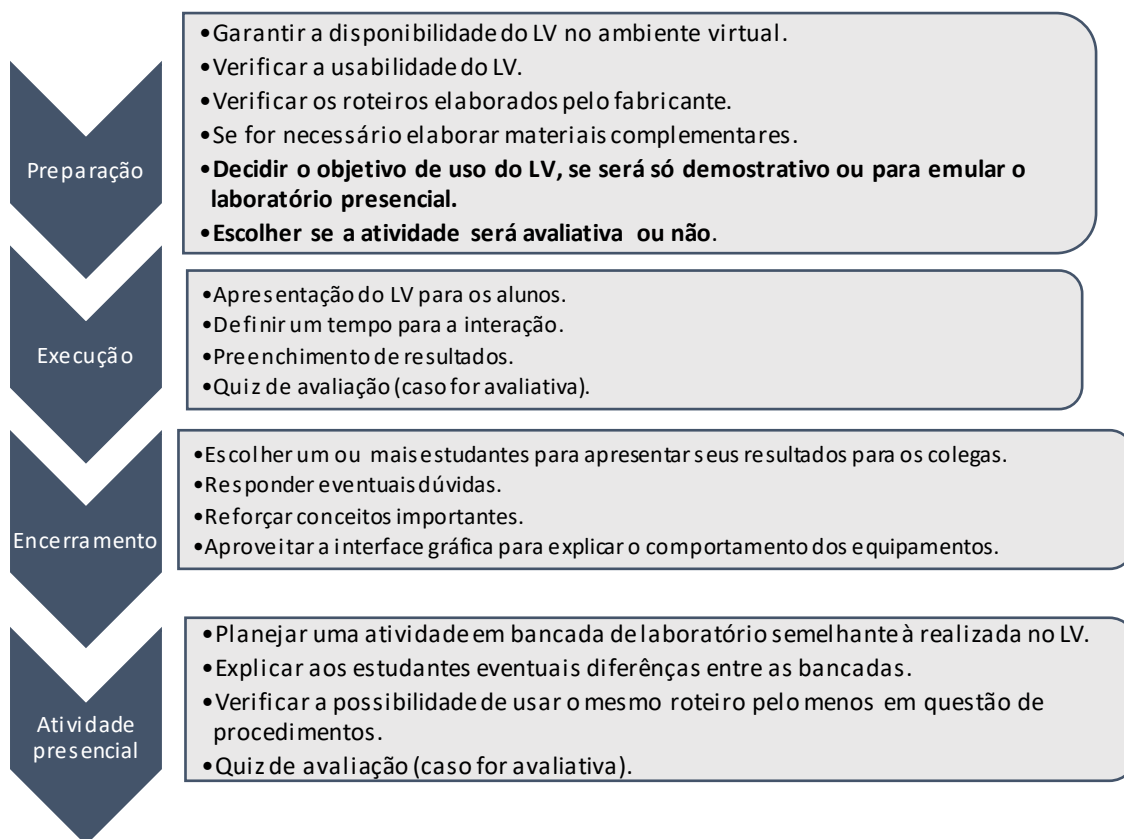 Preparação
•Garantir a disponibilidade do LV no ambiente virtual.
•Verificar a usabilidade do LV.
•Verificar os roteiros elaborados pelo fabricante.
•Se for necessário elaborar materiais complementares.
•Decidir o objetivo de uso do LV, se será só demostrativo ou para emular o
laboratório presencial.
•Escolher se a atividade será avaliativa ou não.
Execução
•Apresentação do LV para os alunos.
•Definir um tempo para a interação.
•Preenchimento de resultados.
•Quiz de avaliação (caso for avaliativa).
Encerramento
•Escolher um ou mais estudantes para apresentar seus resultados para os colegas.
•Responder eventuais dúvidas.
•Reforçar conceitos importantes.
•Aproveitar a interface gráfica para explicar o comportamento dos equipamentos.
Atividade
presencial
•Planejar uma atividade em bancada de laboratório semelhante à realizada no LV.
•Explicar aos estudantes eventuais diferênças entre as bancadas.
•Verificar a possibilidade de usar o mesmo roteiro pelo menos em questão de
procedimentos.
•Quiz de avaliação (caso for avaliativa).